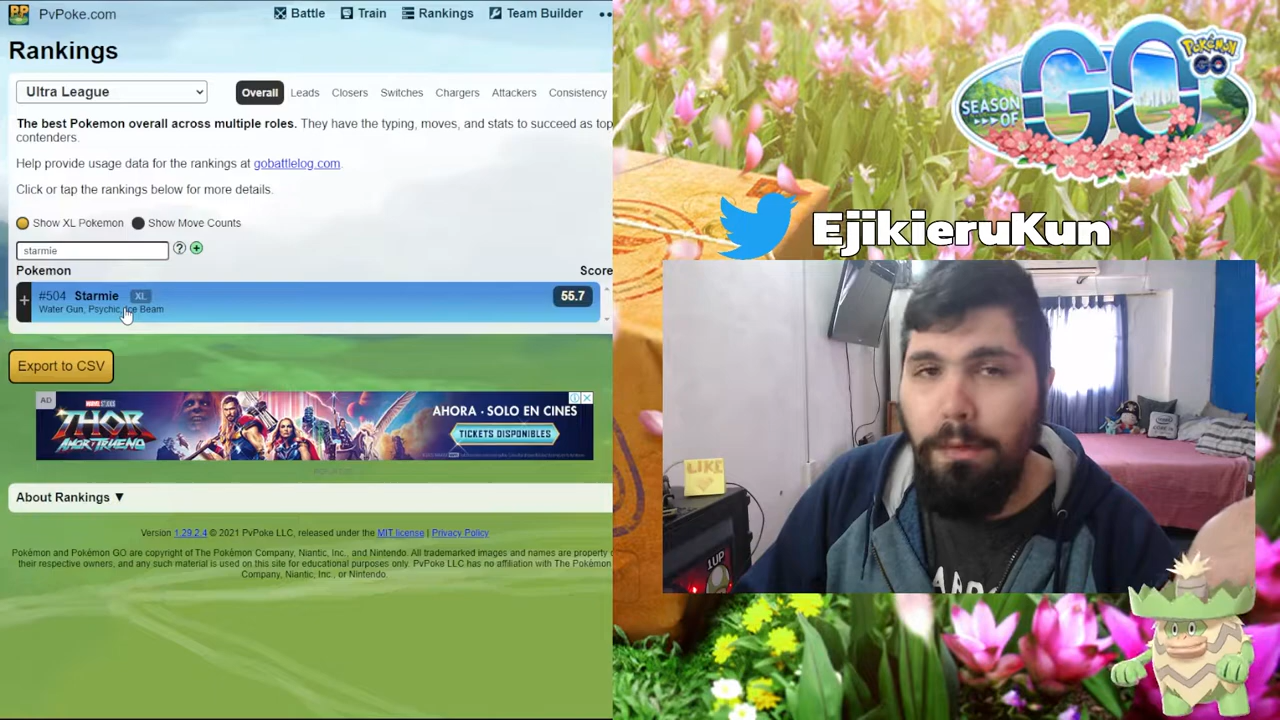 PP PvPoke.com Battle Train Rankings Team Builder
Rankings
Ultra League Overall Leads Closers Switches Chargers Attackers Consistency
The best Pokemon overall across multiple roles. They have the typing, moves, and stats to succeed as top
contenders.
Help provide usage data for the rankings at gobattlelog.com.
Click or tap the rankings below for more details.
Show XL Pokemon Show Move Counts
starmie ? +
Pokemon Score
+ #504 Starmie XL 55.7
Water Gun, Psychic, Ice Beam
Export to CSV
AD
MARVEL STUDIOS
THOR
AMOR Y TRUENO
AHORA · SOLO EN CINES
TICKETS DISPONIBLES
About Rankings ▼
Version 1.29.2.4 © 2021 PvPoke LLC, released under the MIT license | Privacy Policy
Pokémon and Pokémon GO are copyright of The Pokémon Company, Niantic, Inc., and Nintendo. All trademarked images and names are property o
their respective owners, and any such material is used on this site for educational purposes only. PvPoke LLC has no affiliation with The Pokémon
Company, Niantic, Inc., or Nintendo.
SEASON
OF
GO
POKÉMON
GO
EjikieruKun
LIKE
1UP